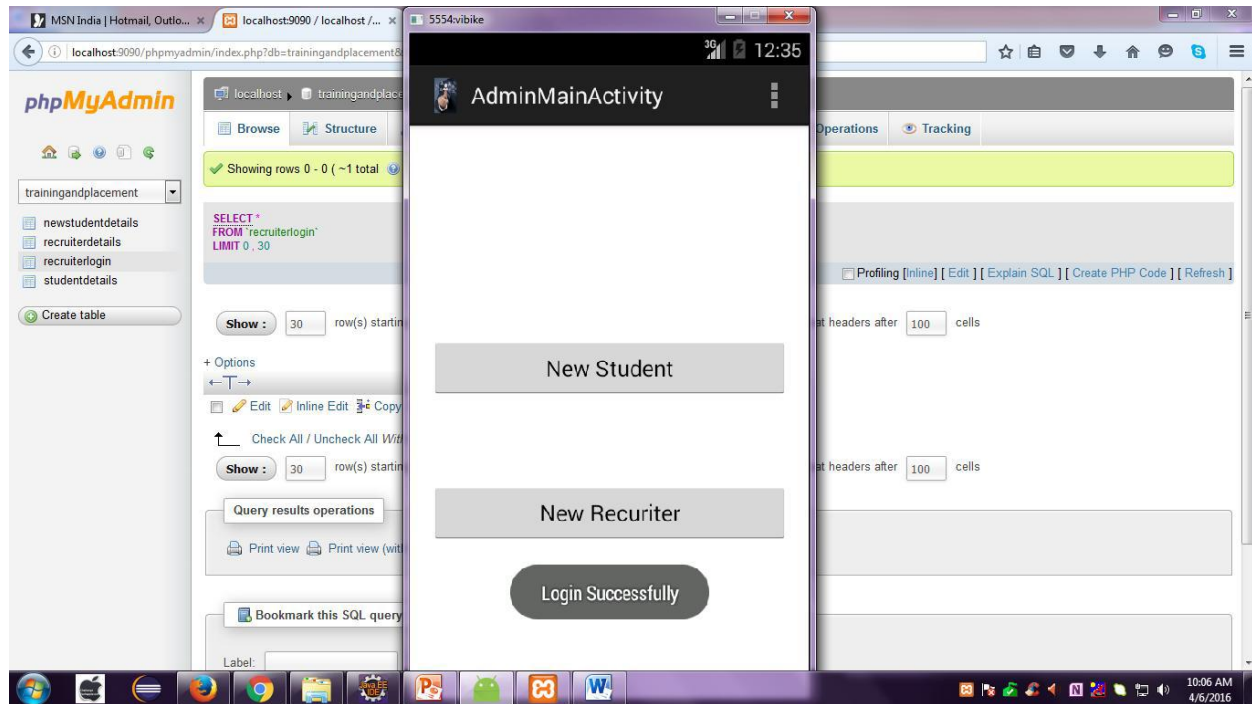 MSN India | Hotmail, Outlo...
localhost:9090 / localhost /...
5554:vibike
localhost:9090/phpmyadmin/index.php?db=trainingandplacement&
3G 12:35
phpMyAdmin
localhost
trainingandplace
AdminMainActivity
Browse
Structure
Operations
Tracking
Showing rows 0 - 0 ( ~1 total
trainingandplacement
newstudentdetails
recruiterdetails
recruiterlogin
studentdetails
Create table
SELECT *
FROM `recruiterlogin`
LIMIT 0 , 30
Profiling [Inline] [ Edit ] [ Explain SQL ] [ Create PHP Code ] [ Refresh ]
Show : 30 row(s) startin
at headers after 100 cells
+ Options
←T→
Edit Inline Edit Copy
Check All / Uncheck All With
Show : 30 row(s) startin
at headers after 100 cells
New Student
New Recuriter
Login Successfully
Query results operations
Print view Print view (with
Bookmark this SQL query
Label:
10:06 AM
4/6/2016